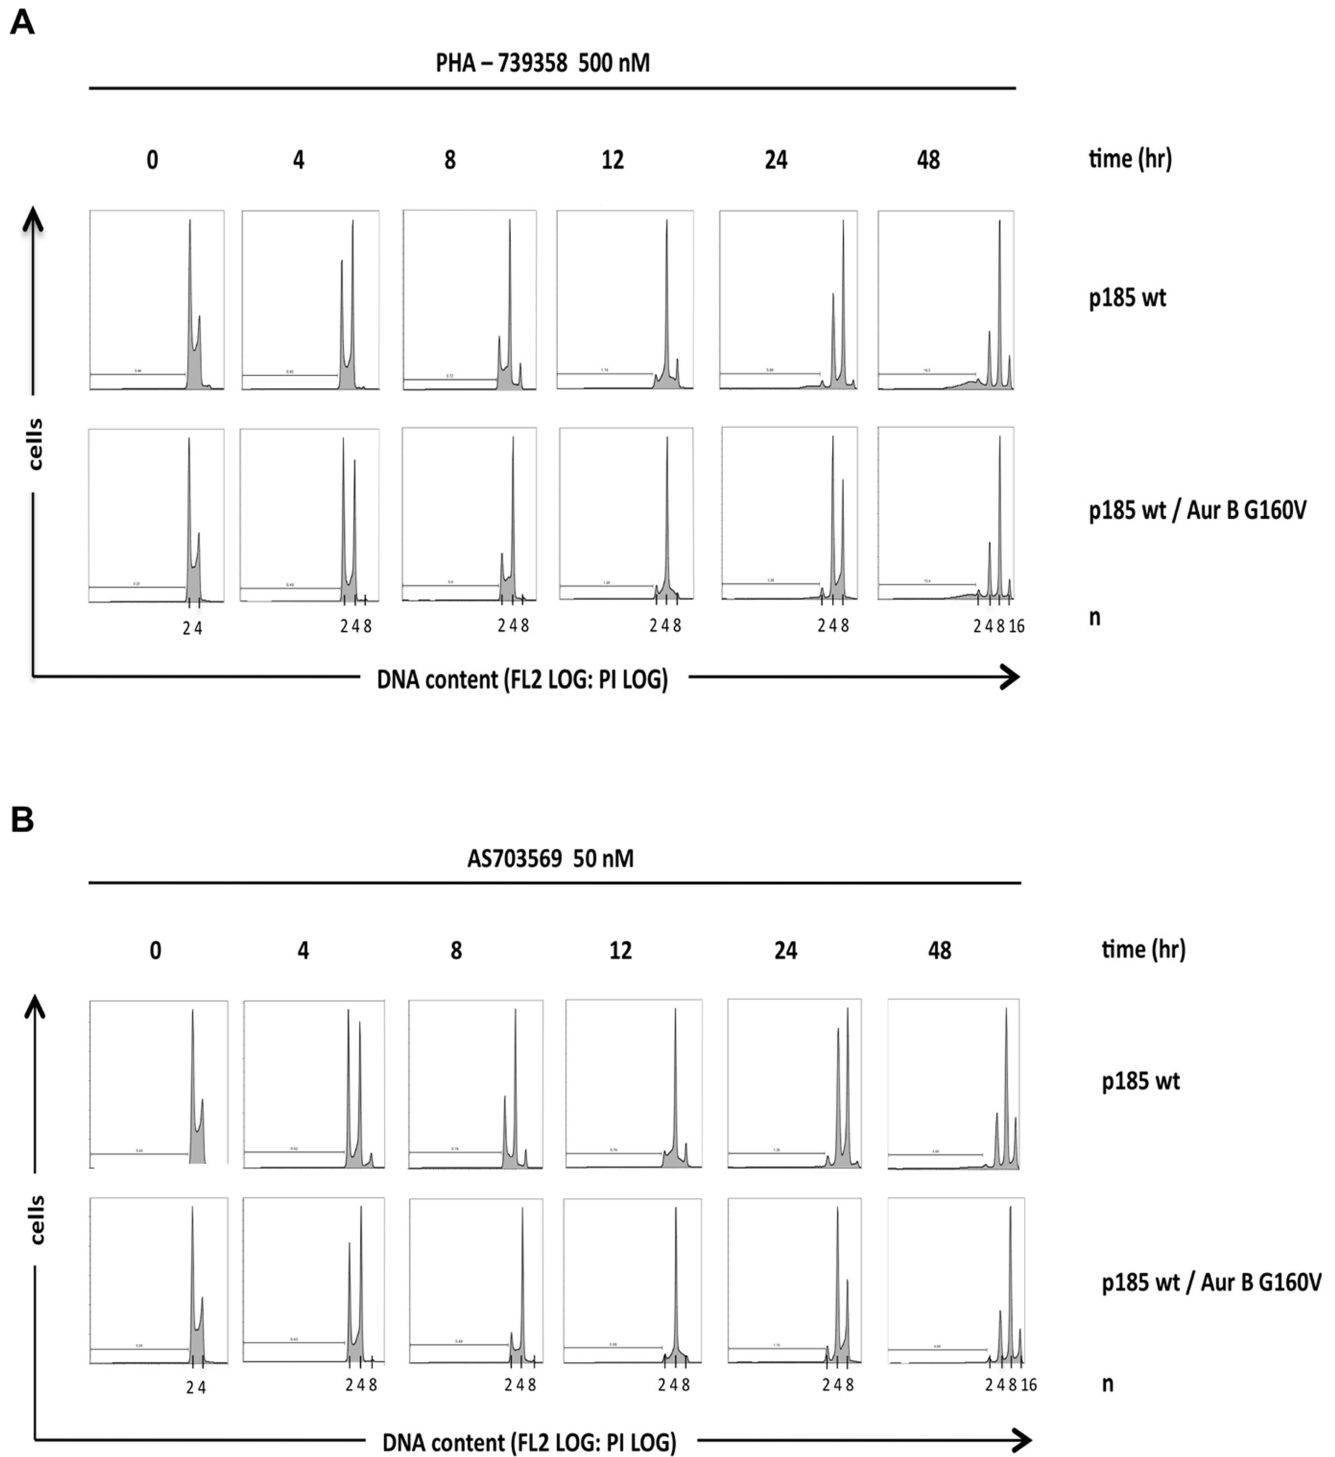 A
PHA – 739358 500 nM
0 4 8 12 24 48 time (hr)
p185 wt
cells
p185 wt / Aur B G160V
2 4 2 4 8 2 4 8 2 4 8 2 4 8 2 4 8 16 n
DNA content (FL2 LOG: PI LOG)
B
AS703569 50 nM
0 4 8 12 24 48 time (hr)
p185 wt
cells
p185 wt / Aur B G160V
2 4 2 4 8 2 4 8 2 4 8 2 4 8 2 4 8 16 n
DNA content (FL2 LOG: PI LOG)